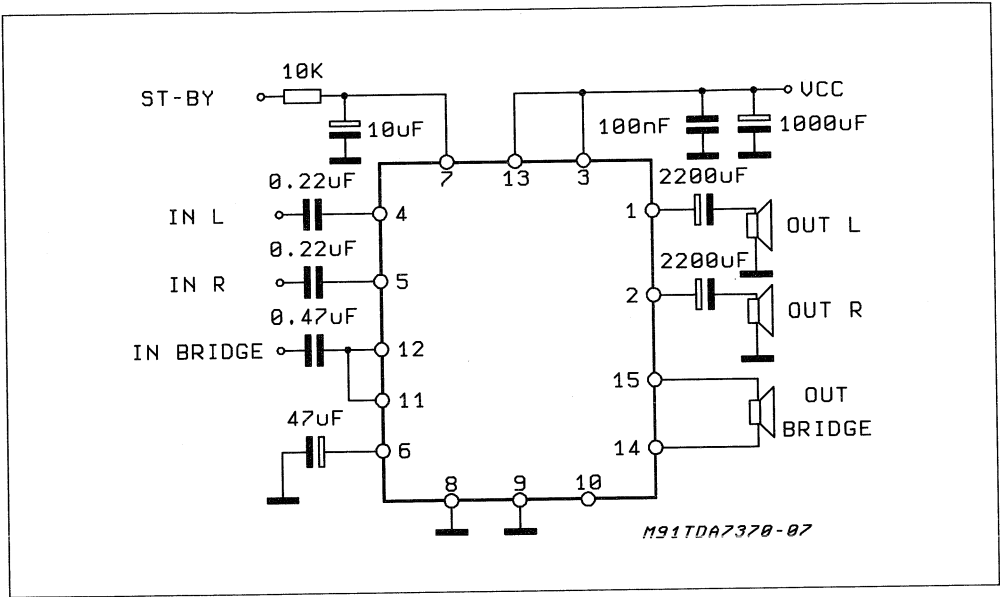 10K
ST-BY
10uF
VCC
100nF
1000uF
7
13
3
0.22uF
IN L
4
0.22uF
IN R
5
0.47uF
IN BRIDGE
12
11
47uF
6
8
9
10
2200uF
1
OUT L
2200uF
2
OUT R
15
OUT
BRIDGE
14
M91TDA7370-07